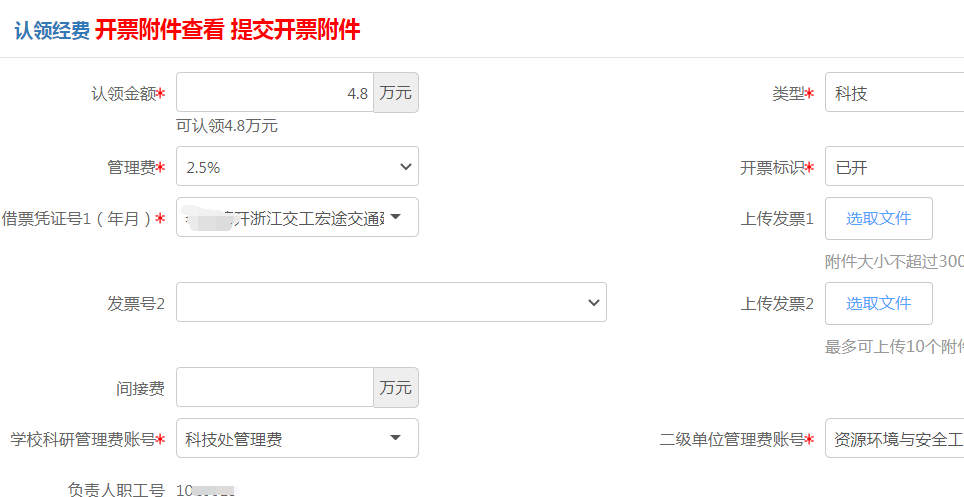 认领经费 开票附件查看 提交开票附件
认领金额* 4.8 万元 类型* 科技
可认领4.8万元
管理费* 2.5% 开票标识* 已开
借票凭证号1（年月）* 开浙江交工宏途交通 上传发票1 选取文件
附件大小不超过300
发票号2 上传发票2 选取文件
最多可上传10个附件
间接费 万元
学校科研管理费账号* 科技处管理费 二级单位管理费账号* 资源环境与安全工
负责人职工号 10